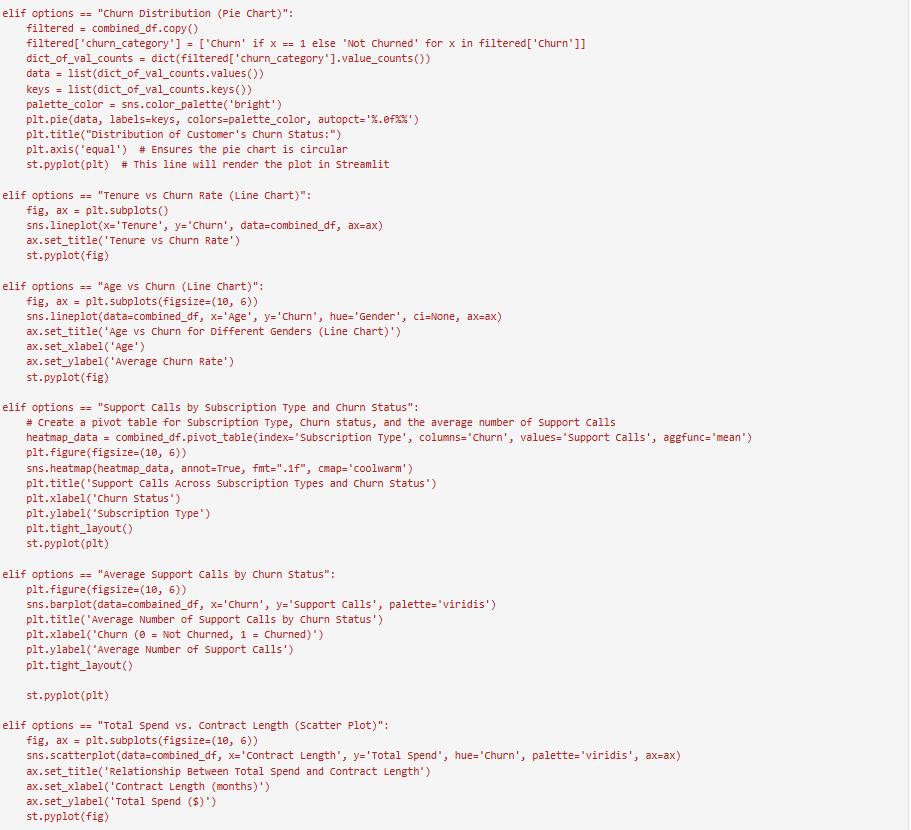 elif options == "Churn Distribution (Pie Chart)":
    filtered = combined_df.copy()
    filtered['churn_category'] = ['Churn' if x == 1 else 'Not Churned' for x in filtered['Churn']]
    dict_of_val_counts = dict(filtered['churn_category'].value_counts())
    data = list(dict_of_val_counts.values())
    keys = list(dict_of_val_counts.keys())
    palette_color = sns.color_palette('bright')
    plt.pie(data, labels=keys, colors=palette_color, autopct='%.0f%%')
    plt.title("Distribution of Customer's Churn Status:")
    plt.axis('equal')  # Ensures the pie chart is circular
    st.pyplot(plt)  # This line will render the plot in Streamlit

elif options == "Tenure vs Churn Rate (Line Chart)":
    fig, ax = plt.subplots()
    sns.lineplot(x='Tenure', y='Churn', data=combined_df, ax=ax)
    ax.set_title('Tenure vs Churn Rate')
    st.pyplot(fig)

elif options == "Age vs Churn (Line Chart)":
    fig, ax = plt.subplots(figsize=(10, 6))
    sns.lineplot(data=combined_df, x='Age', y='Churn', hue='Gender', ci=None, ax=ax)
    ax.set_title('Age vs Churn for Different Genders (Line Chart)')
    ax.set_xlabel('Age')
    ax.set_ylabel('Average Churn Rate')
    st.pyplot(fig)

elif options == "Support Calls by Subscription Type and Churn Status":
    # Create a pivot table for Subscription Type, Churn status, and the average number of Support Calls
    heatmap_data = combined_df.pivot_table(index='Subscription Type', columns='Churn', values='Support Calls', aggfunc='mean')
    plt.figure(figsize=(10, 6))
    sns.heatmap(heatmap_data, annot=True, fmt=".1f", cmap='coolwarm')
    plt.title('Support Calls Across Subscription Types and Churn Status')
    plt.xlabel('Churn Status')
    plt.ylabel('Subscription Type')
    plt.tight_layout()
    st.pyplot(plt)

elif options == "Average Support Calls by Churn Status":
    plt.figure(figsize=(10, 6))
    sns.barplot(data=combained_df, x='Churn', y='Support Calls', palette='viridis')
    plt.title('Average Number of Support Calls by Churn Status')
    plt.xlabel('Churn (0 = Not Churned, 1 = Churned)')
    plt.ylabel('Average Number of Support Calls')
    plt.tight_layout()

    st.pyplot(plt)

elif options == "Total Spend vs. Contract Length (Scatter Plot)":
    fig, ax = plt.subplots(figsize=(10, 6))
    sns.scatterplot(data=combined_df, x='Contract Length', y='Total Spend', hue='Churn', palette='viridis', ax=ax)
    ax.set_title('Relationship Between Total Spend and Contract Length')
    ax.set_xlabel('Contract Length (months)')
    ax.set_ylabel('Total Spend ($)')
    st.pyplot(fig)